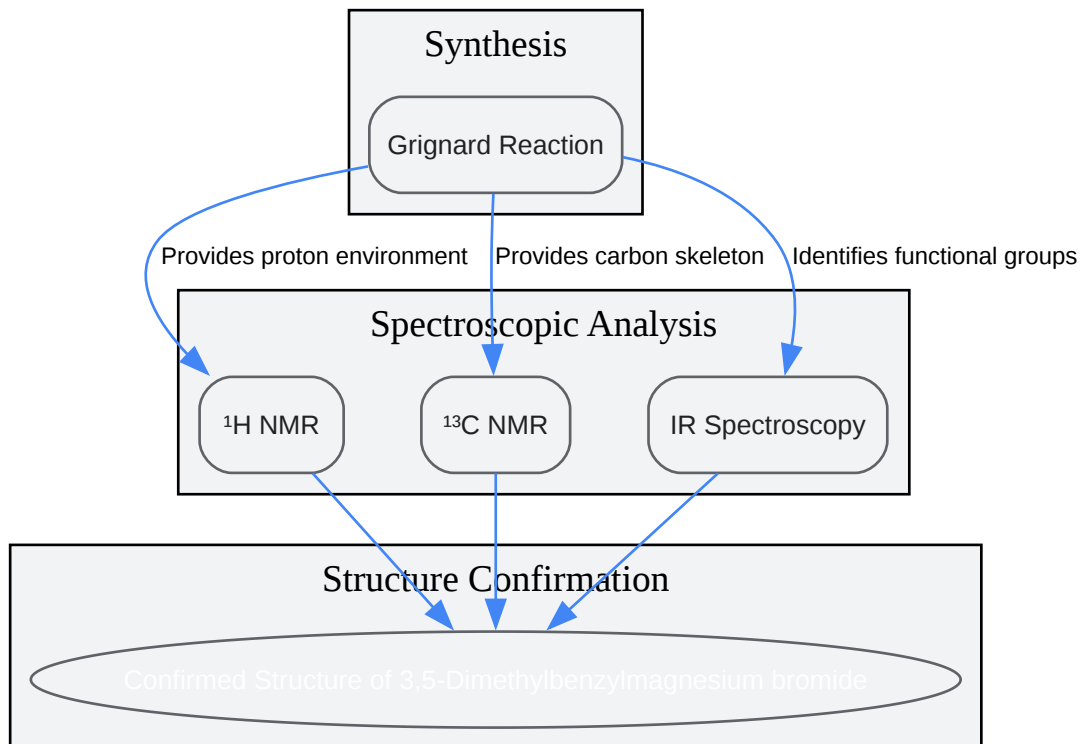 Synthesis
Grignard Reaction
Provides proton environment
Provides carbon skeleton
Identifies functional groups
Spectroscopic Analysis
¹H NMR
¹³C NMR
IR Spectroscopy
Structure Confirmation
Confirmed Structure of 3,5-Dimethylbenzylmagnesium bromide